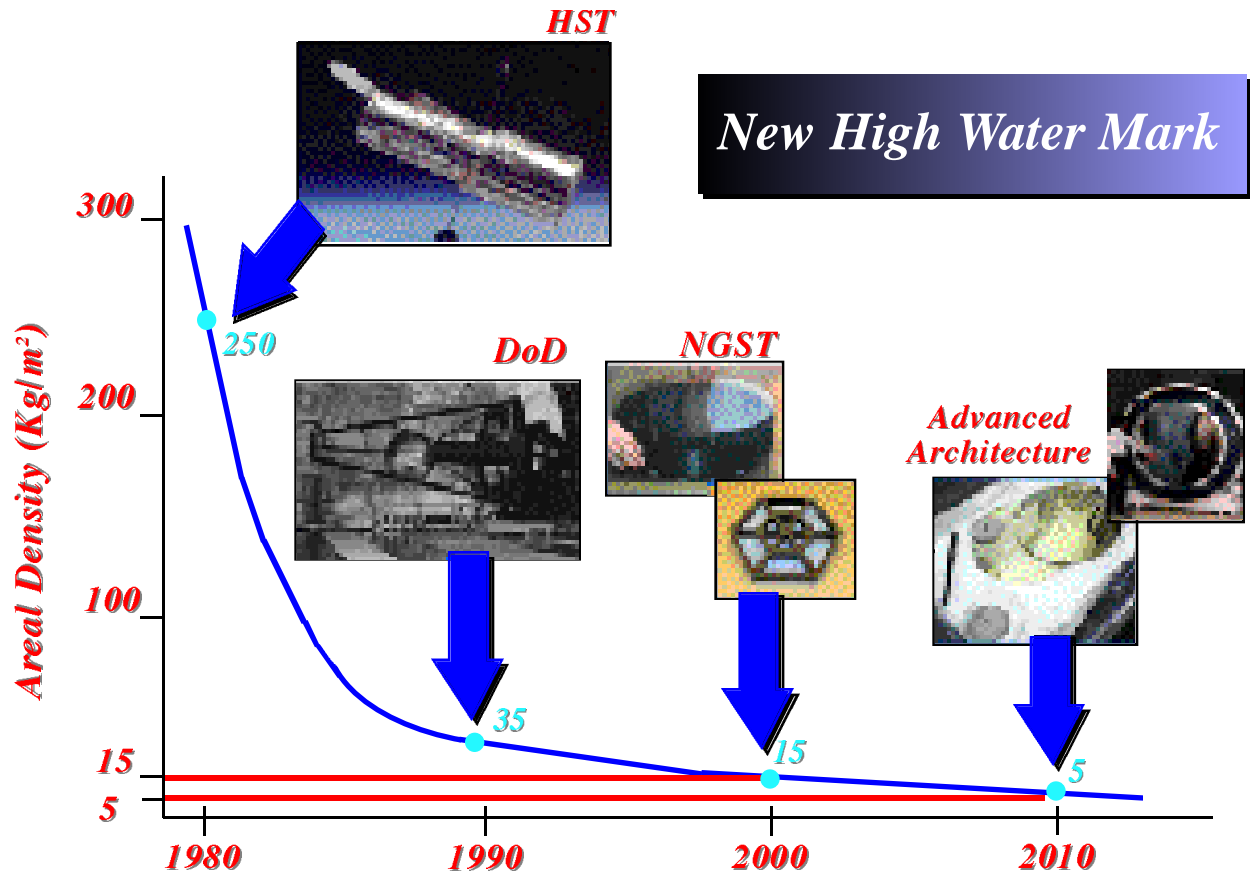 HST
New High Water Mark
300
250
DoD
NGST
200
Advanced
Architecture
Areal Density (Kg/m²)
100
35
15
15
5
5
1980
1990
2000
2010